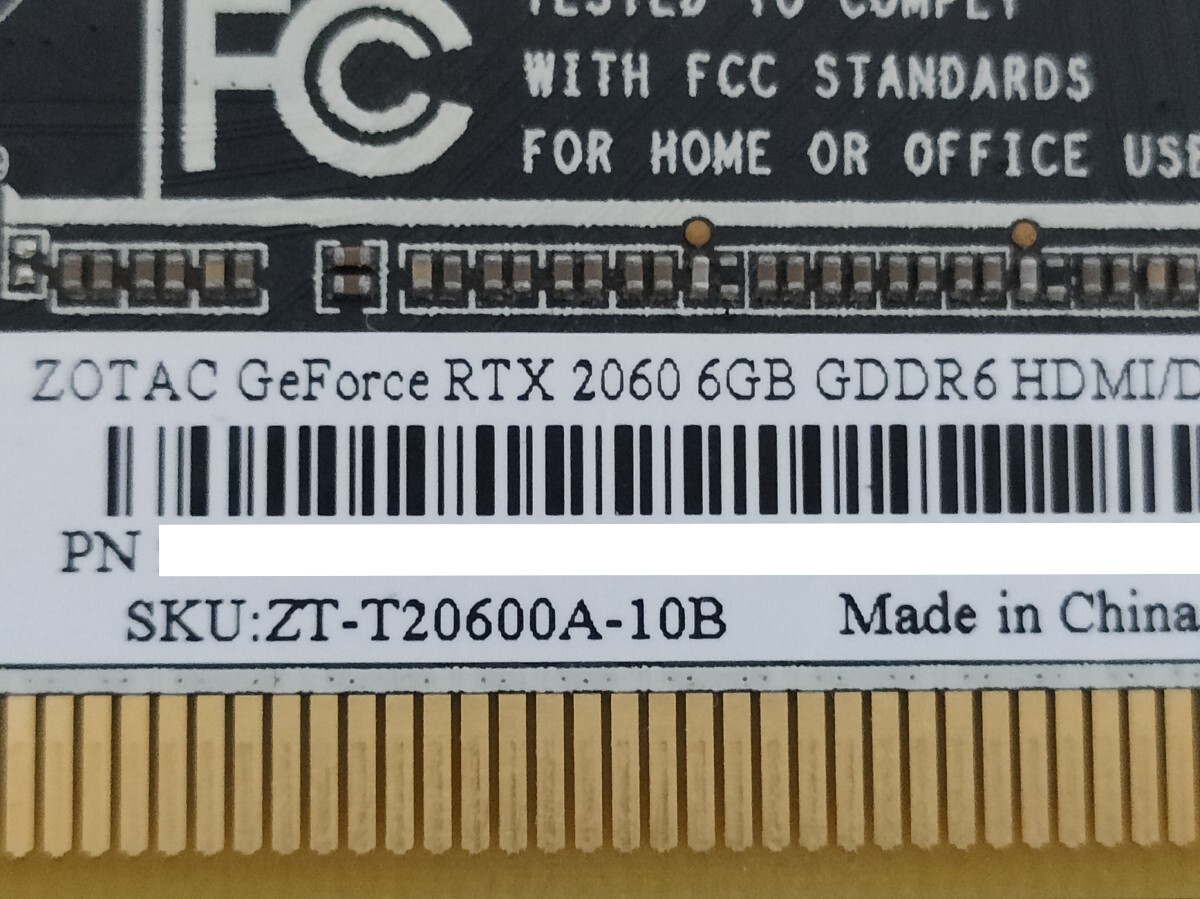 FC
TESTED TO COMPLY
WITH FCC STANDARDS
FOR HOME OR OFFICE USE
ZOTAC GeForce RTX 2060 6GB GDDR6 HDMI/D
PN
SKU:ZT-T20600A-10B
Made in China